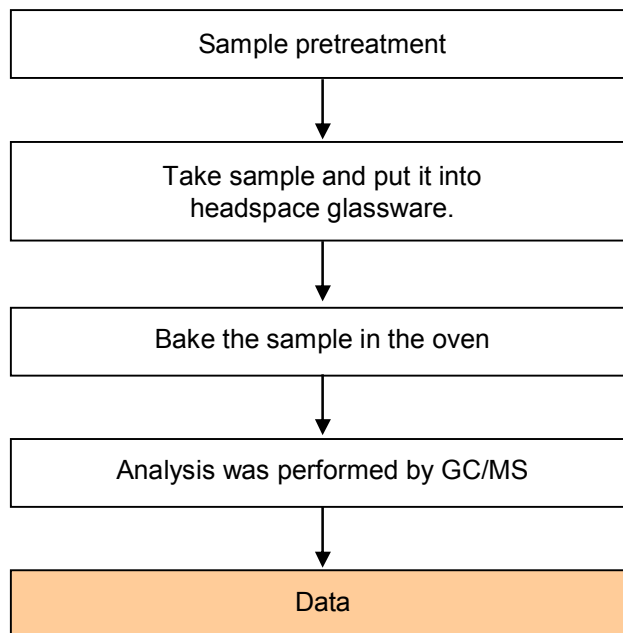 Sample pretreatment
Take sample and put it into
headspace glassware.
Bake the sample in the oven
Analysis was performed by GC/MS
Data